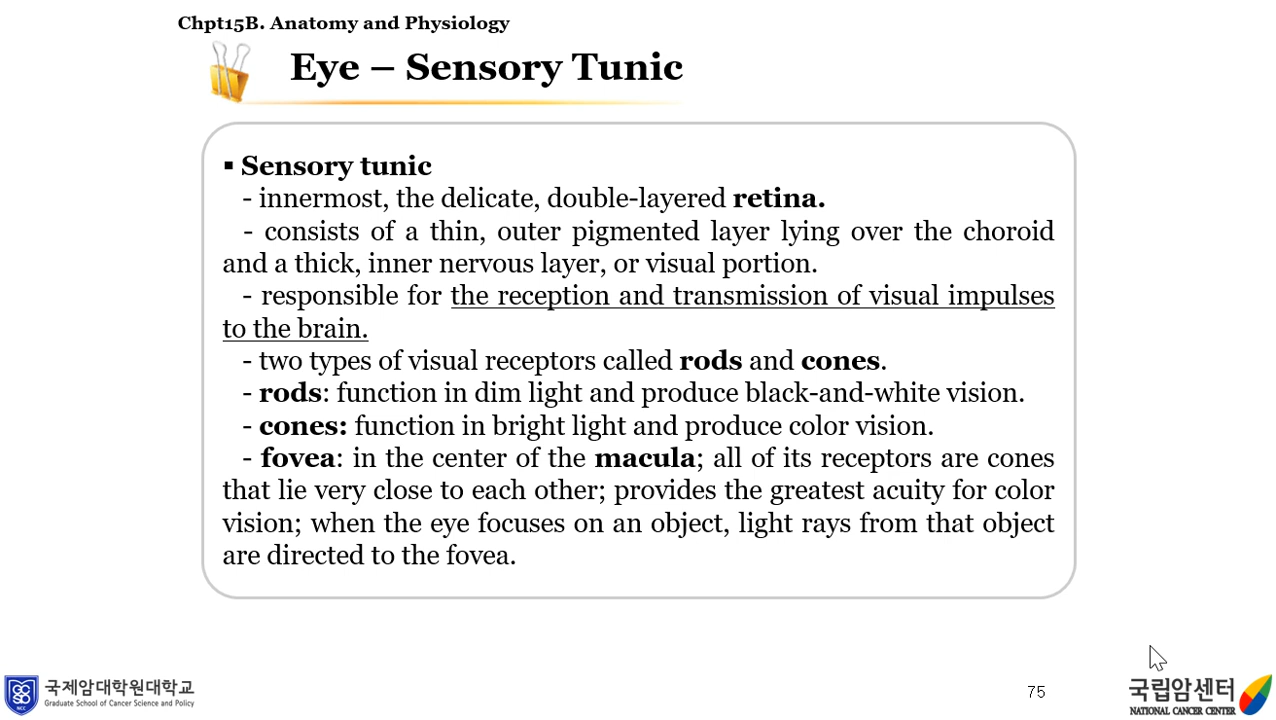 Chpt15B. Anatomy and Physiology
Eye – Sensory Tunic
▪ Sensory tunic
- innermost, the delicate, double-layered retina.
- consists of a thin, outer pigmented layer lying over the choroid
and a thick, inner nervous layer, or visual portion.
- responsible for the reception and transmission of visual impulses
to the brain.
- two types of visual receptors called rods and cones.
- rods: function in dim light and produce black-and-white vision.
- cones: function in bright light and produce color vision.
- fovea: in the center of the macula; all of its receptors are cones
that lie very close to each other; provides the greatest acuity for color
vision; when the eye focuses on an object, light rays from that object
are directed to the fovea.
국제암대학원대학교
Graduate School of Cancer Science and Policy
NCC
75
국립암센터
NATIONAL CANCER CENTER